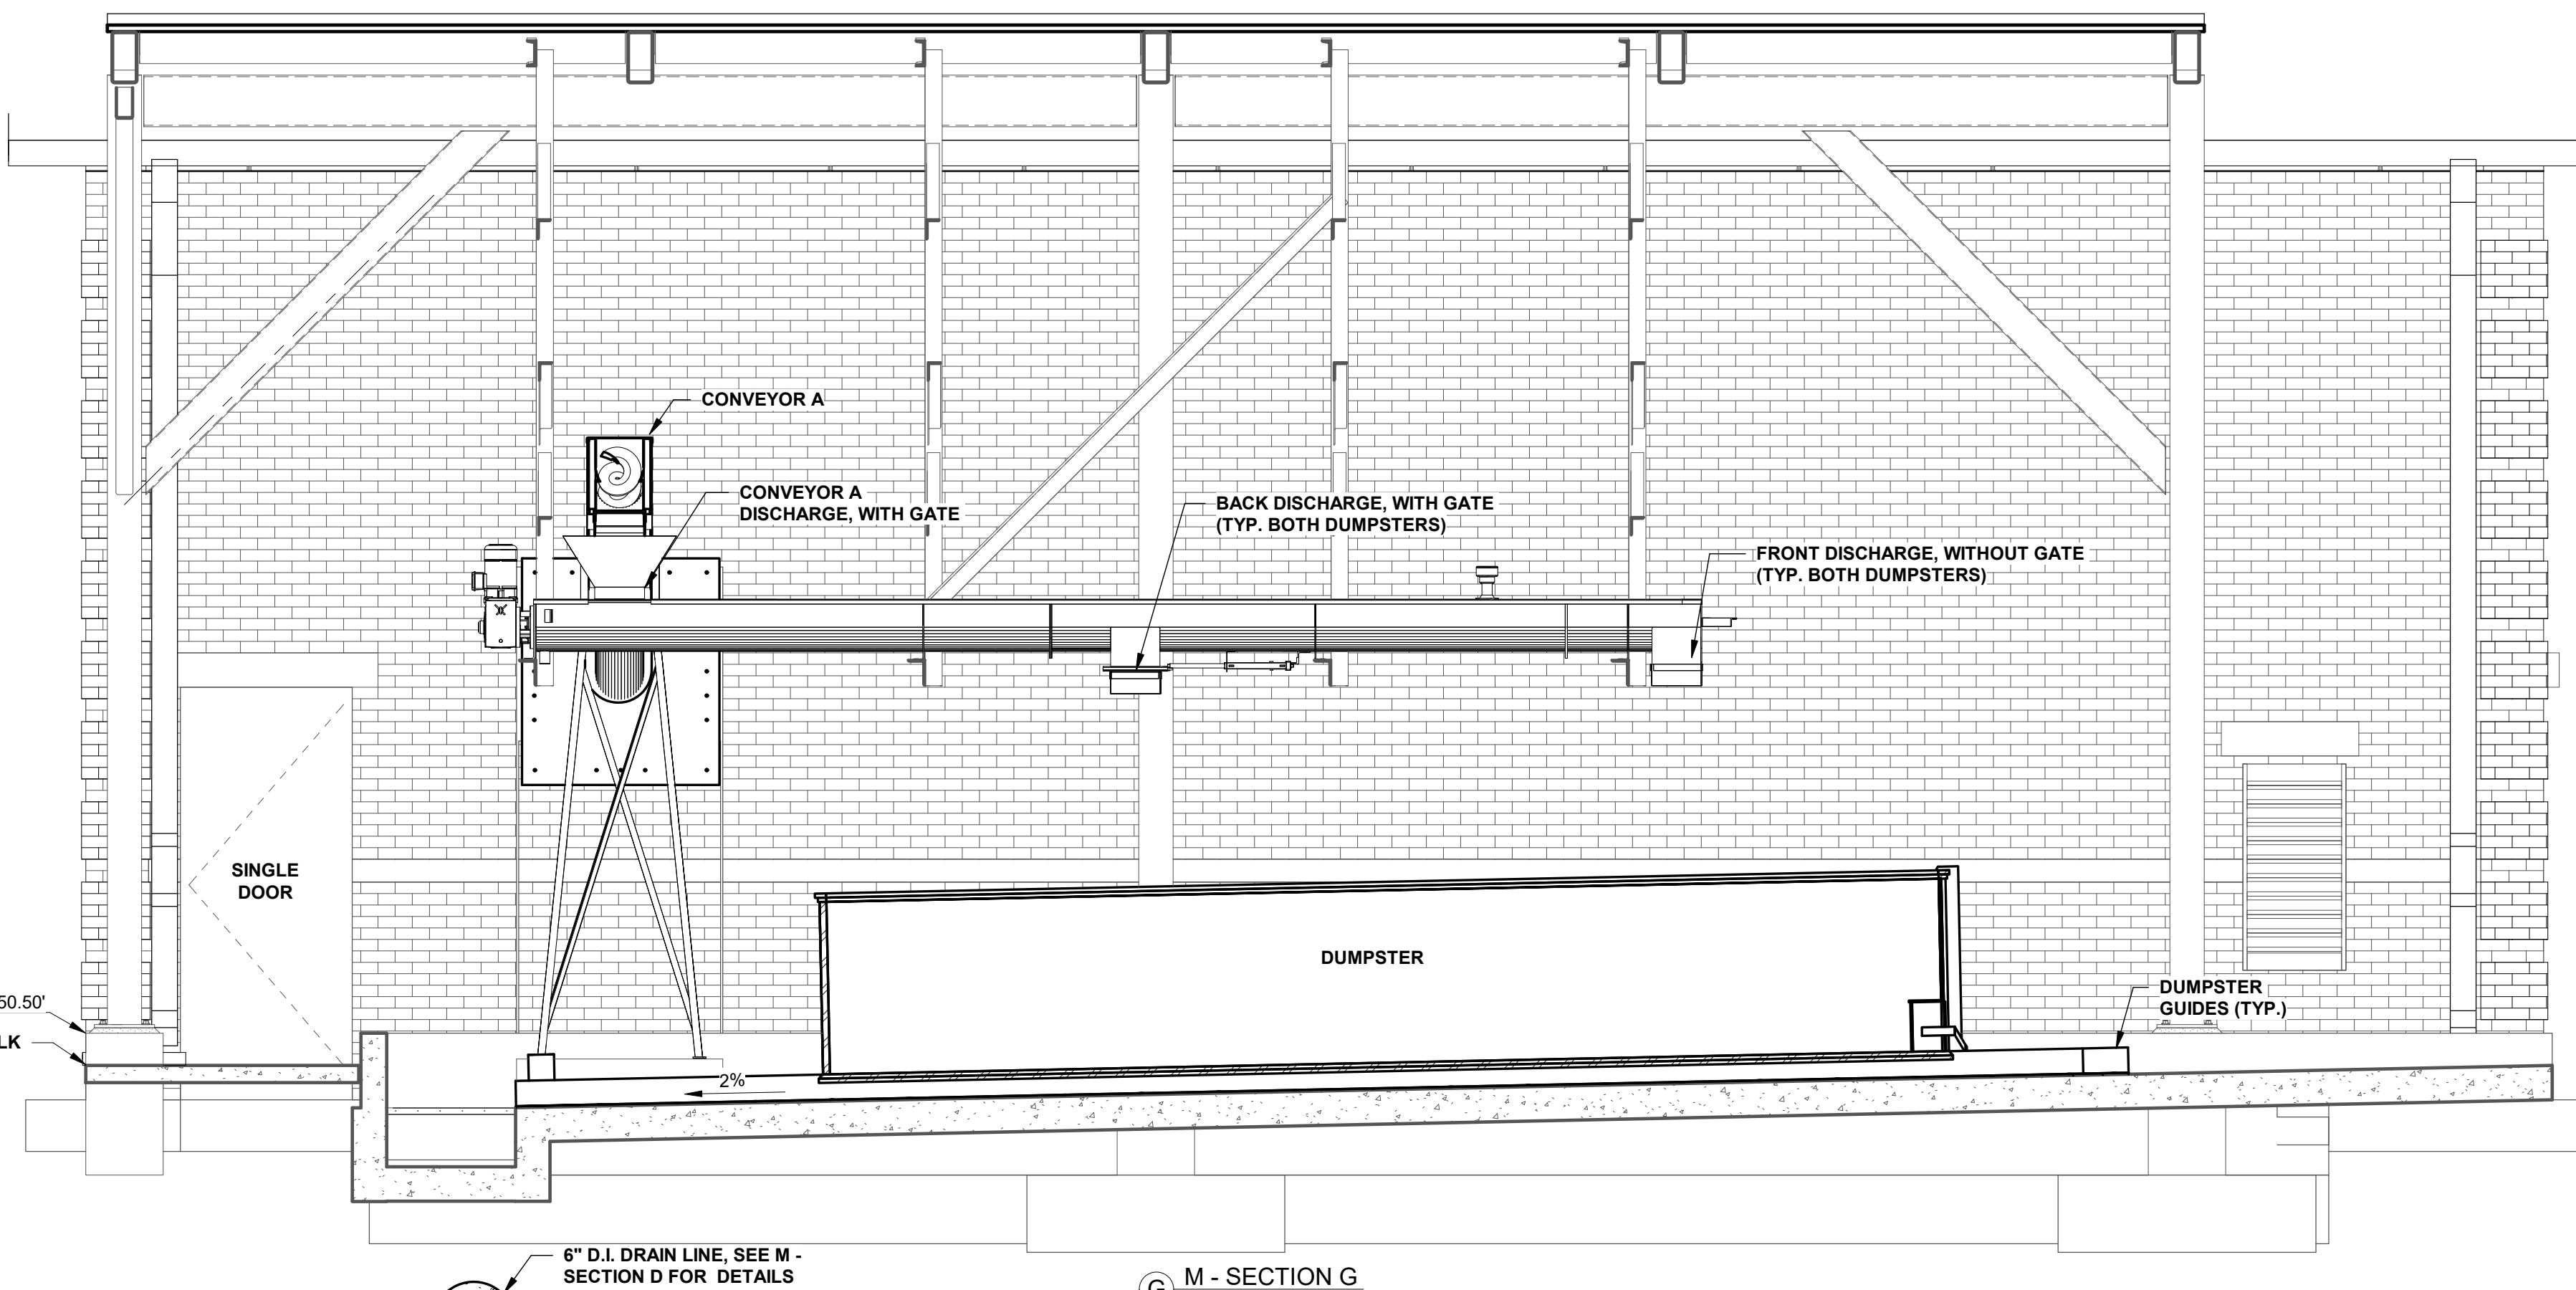 CONVEYOR A
CONVEYOR A
DISCHARGE, WITH GATE
BACK DISCHARGE, WITH GATE
(TYP. BOTH DUMPSTERS)
FRONT DISCHARGE, WITHOUT GATE
(TYP. BOTH DUMPSTERS)
SINGLE
DOOR
DUMPSTER
DUMPSTER
GUIDES (TYP.)
50.50'
LK
2%
6" D.I. DRAIN LINE, SEE M -
SECTION D FOR DETAILS
G
M - SECTION G